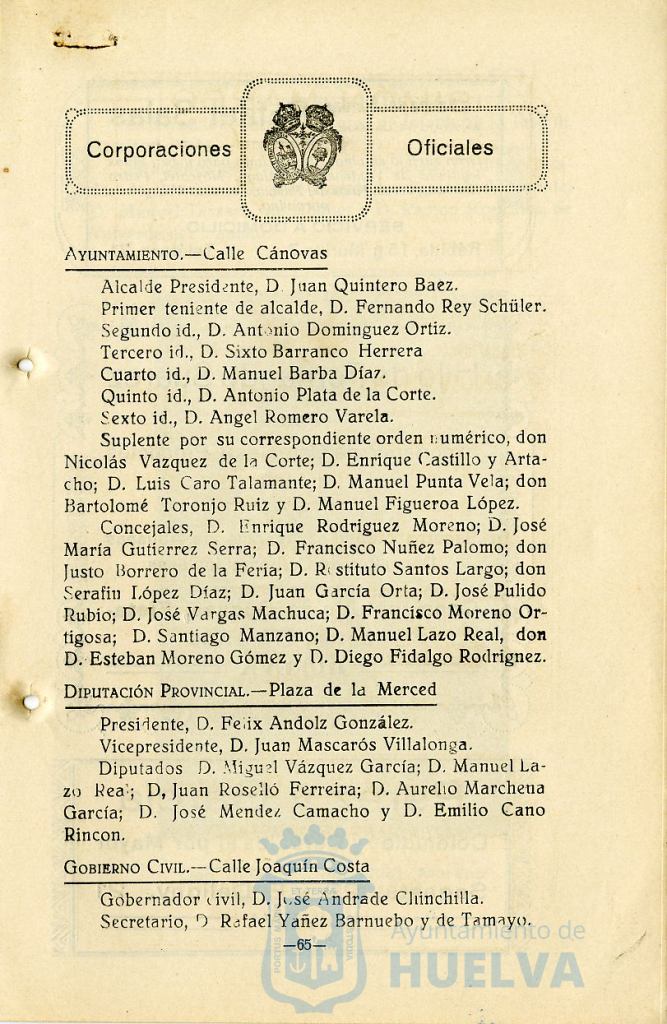 Corporaciones Oficiales
AYUNTAMIENTO.—Calle Cánovas
Alcalde Presidente, D. Juan Quintero Baez.
Primer teniente de alcalde, D. Fernando Rey Schüler.
Segundo id., D. Antonio Dominguez Ortiz.
Tercero id., D. Sixto Barranco Herrera
Cuarto id., D. Manuel Barba Díaz.
Quinto id., D. Antonio Plata de la Corte.
Sexto id., D. Angel Romero Varela.
Suplente por su correspondiente orden numérico, don
Nicolás Vazquez de la Corte; D. Enrique Castillo y Arta-
cho; D. Luis Caro Talamante; D. Manuel Punta Vela; don
Bartolomé Toronjo Ruiz y D. Manuel Figueroa López.
Concejales, D. Enrique Rodriguez Moreno; D. José
María Gutierrez Serra; D. Francisco Nuñez Palomo; don
Justo Borrero de la Feria; D. Restituto Santos Largo; don
Serafin López Díaz; D. Juan García Orta; D. José Pulido
Rubio; D. José Vargas Machuca; D. Francisco Moreno Or-
tigosa; D. Santiago Manzano; D. Manuel Lazo Real, don
D. Esteban Moreno Gómez y D. Diego Fidalgo Rodrignez.
DIPUTACIÓN PROVINCIAL.—Plaza de la Merced
Presidente, D. Felix Andolz González.
Vicepresidente, D. Juan Mascarós Villalonga.
Diputados D. Miguel Vázquez García; D. Manuel La-
zo Real; D, Juan Roselló Ferreira; D. Aurelio Marchena
García; D. José Mendez Camacho y D. Emilio Cano
Rincon.
GOBIERNO CIVIL.—Calle Joaquín Costa
Gobernador civil, D. José Andrade Chinchilla.
Secretario, D Rafael Yañez Barnuebo y de Tamayo.
—65—
Ayuntamiento de
HUELVA